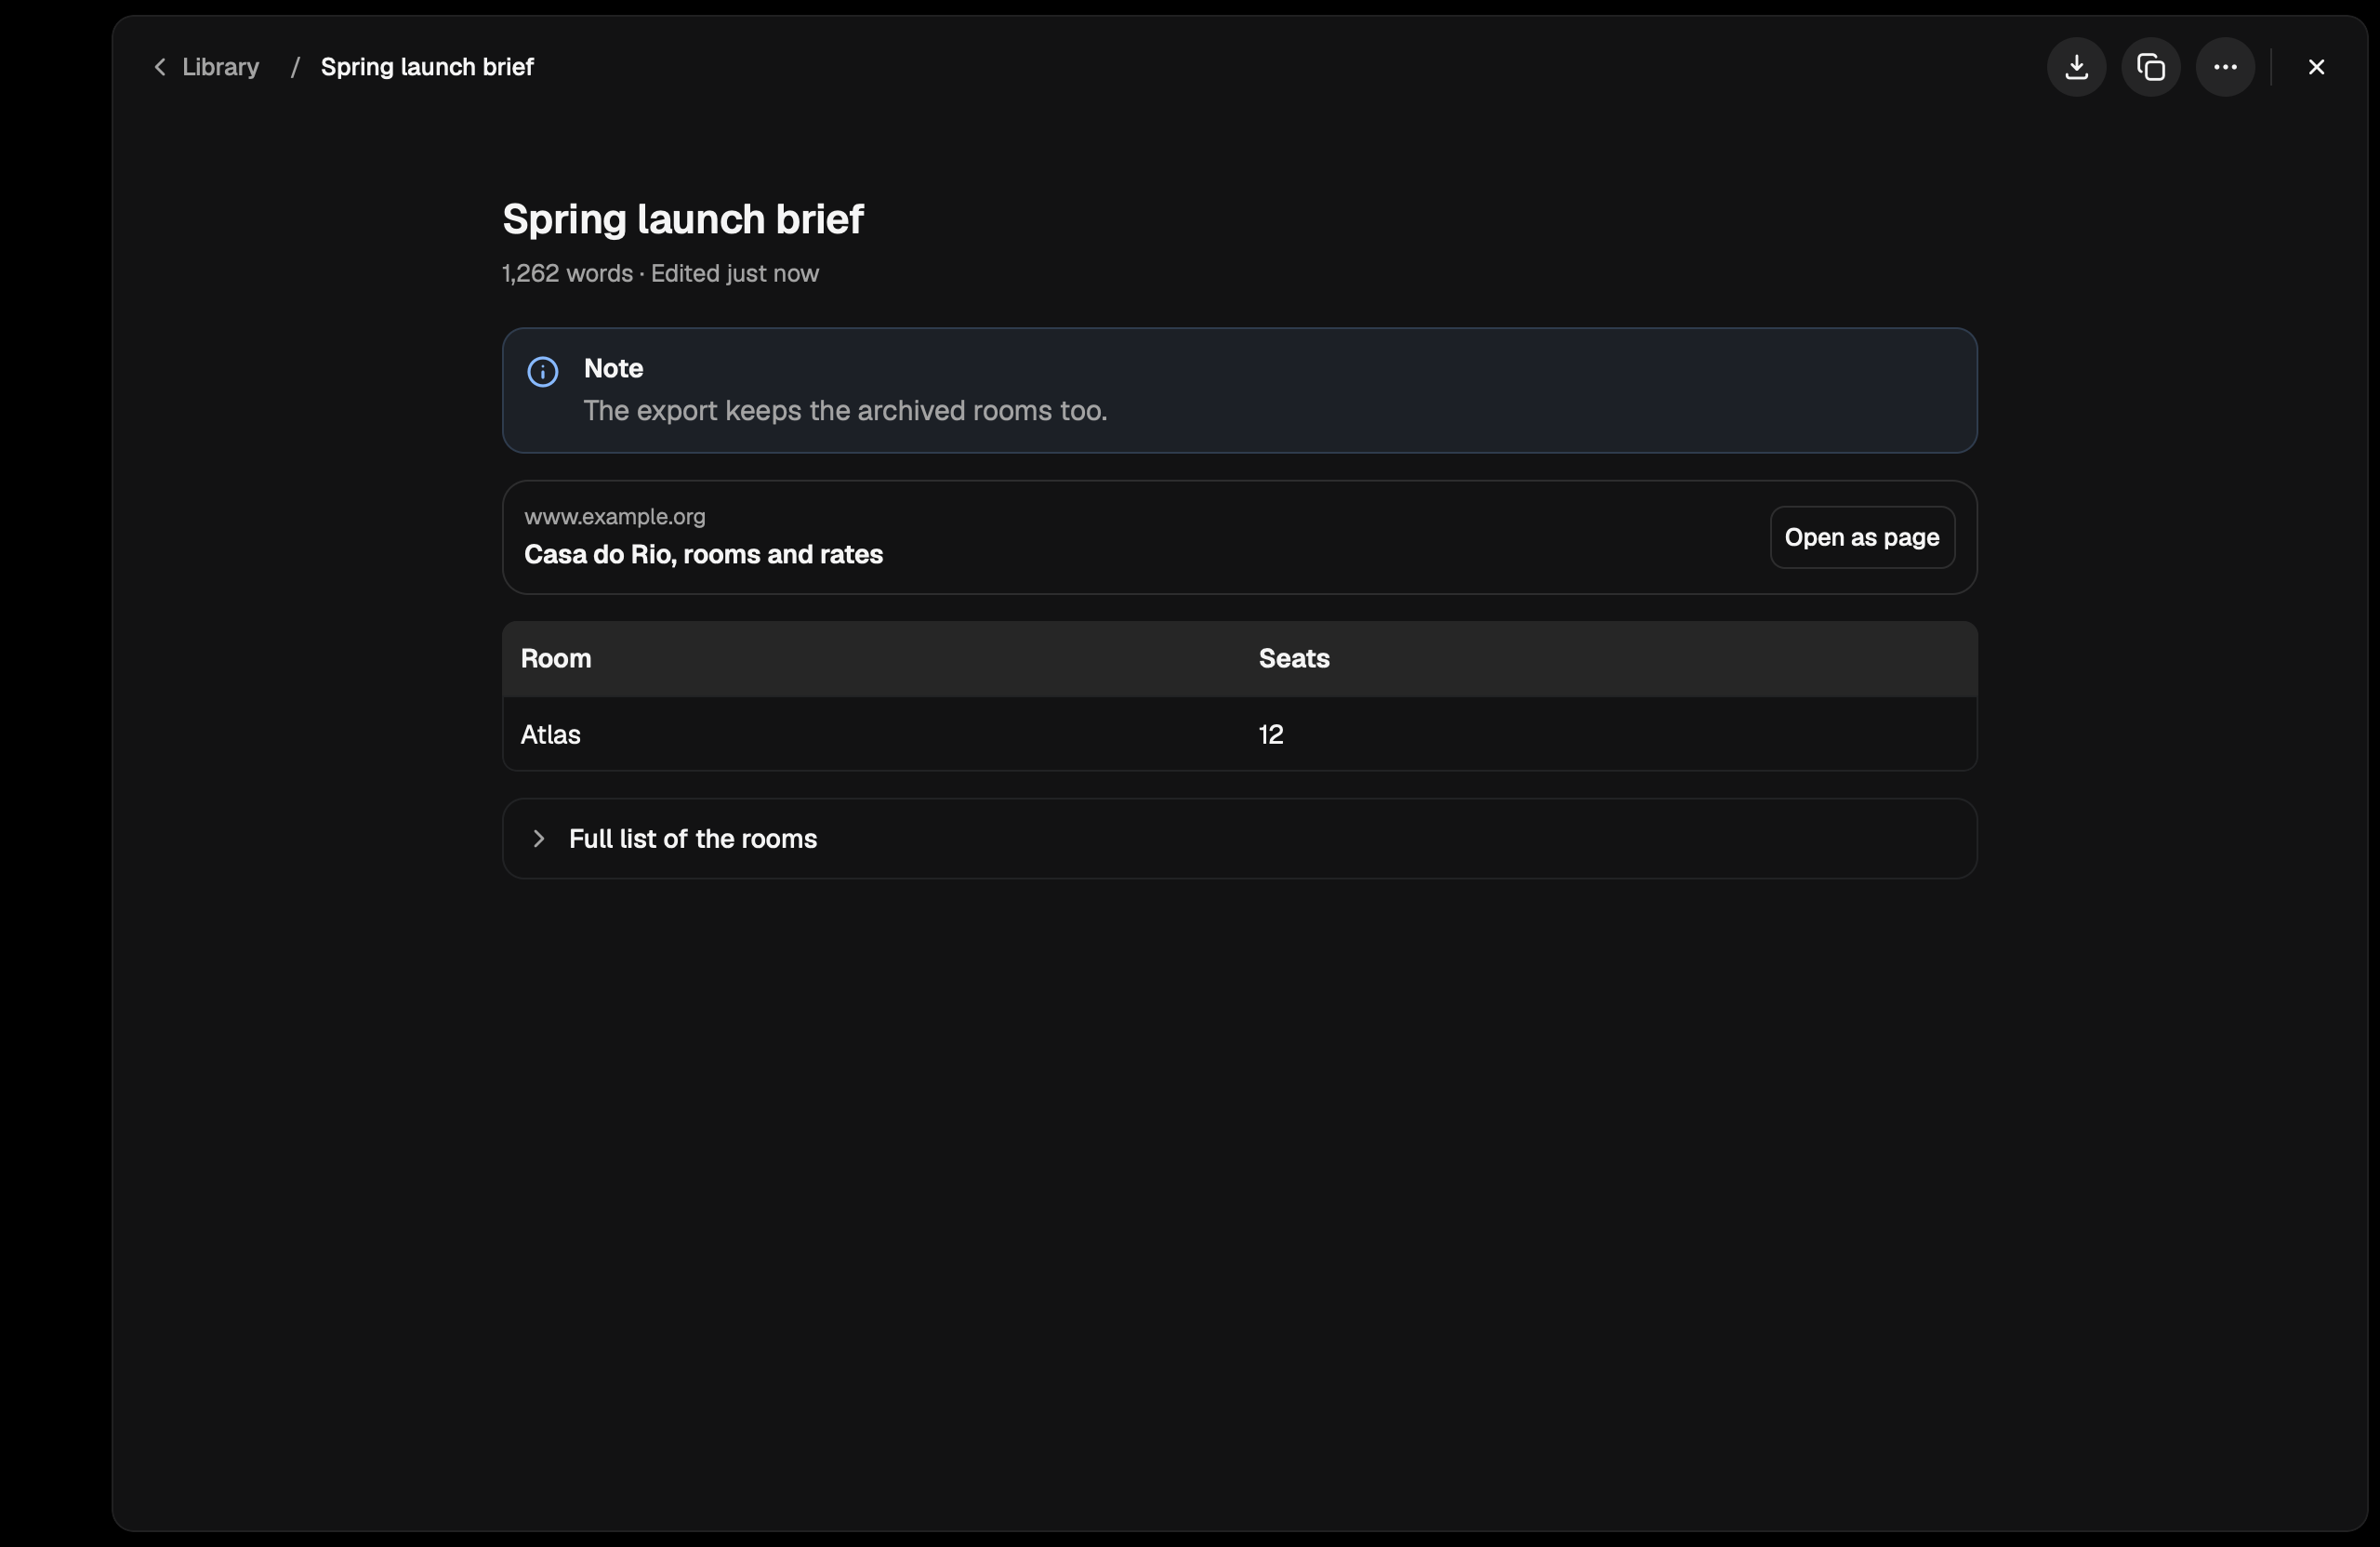 Library / Spring launch brief
Spring launch brief
1,262 words · Edited just now
Note
The export keeps the archived rooms too.
www.example.org
Casa do Rio, rooms and rates
Open as page
Room Seats
Atlas 12
Full list of the rooms